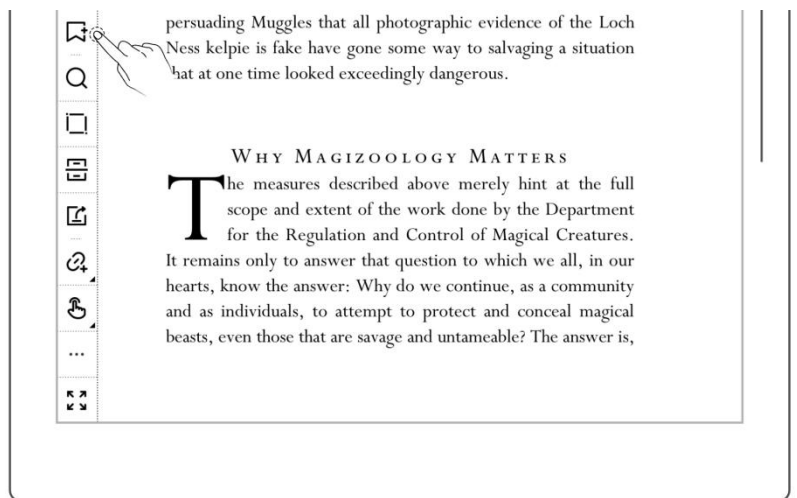 persuading Muggles that all photographic evidence of the Loch
Ness kelpie is fake have gone some way to salvaging a situation
hat at one time looked exceedingly dangerous.
WHY MAGIZOOLOGY MATTERS
The measures described above merely hint at the full
scope and extent of the work done by the Department
for the Regulation and Control of Magical Creatures.
It remains only to answer that question to which we all, in our
hearts, know the answer: Why do we continue, as a community
and as individuals, to attempt to protect and conceal magical
beasts, even those that are savage and untameable? The answer is,